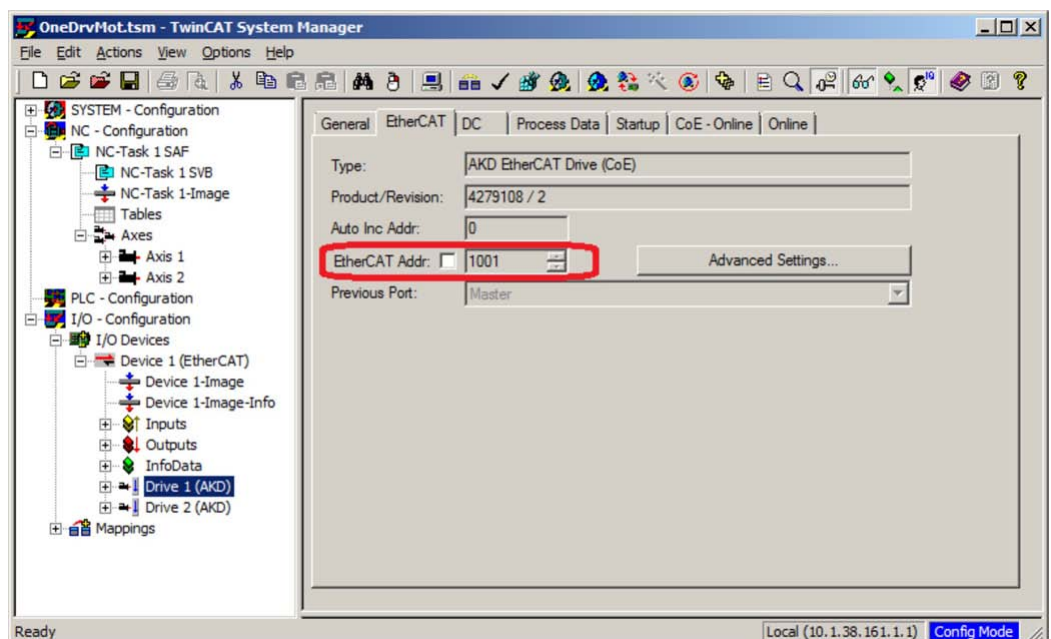 OneDrvMot.tsm - TwinCAT System Manager
File Edit Actions View Options Help
SYSTEM - Configuration
NC - Configuration
NC-Task 1 SAF
NC-Task 1 SVB
NC-Task 1-Image
Tables
Axes
Axis 1
Axis 2
PLC - Configuration
I/O - Configuration
I/O Devices
Device 1 (EtherCAT)
Device 1-Image
Device 1-Image-Info
Inputs
Outputs
InfoData
Drive 1 (AKD)
Drive 2 (AKD)
Mappings
General EtherCAT DC Process Data Startup CoE - Online Online
Type: AKD EtherCAT Drive (CoE)
Product/Revision: 4279108 / 2
Auto Inc Addr: 0
EtherCAT Addr: 1001 Advanced Settings...
Previous Port: Master
Ready Local (10.1.38.161.1.1) Config Mode